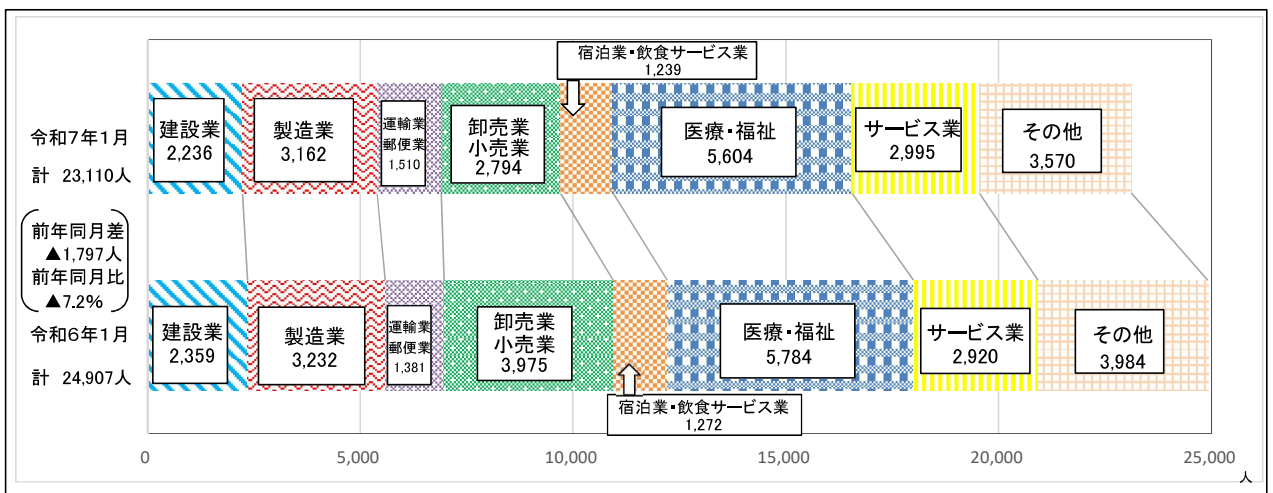 宿泊業・飲食サービス業
1,239
令和7年1月
計 23,110人
建設業
2,236
製造業
3,162
運輸業
郵便業
1,510
卸売業
小売業
2,794
医療・福祉
5,604
サービス業
2,995
その他
3,570
前年同月差
▲1,797人
前年同月比
▲7.2%
令和6年1月
計 24,907人
建設業
2,359
製造業
3,232
運輸業
郵便業
1,381
卸売業
小売業
3,975
医療・福祉
5,784
サービス業
2,920
その他
3,984
宿泊業・飲食サービス業
1,272
0 5,000 10,000 15,000 20,000 25,000
人